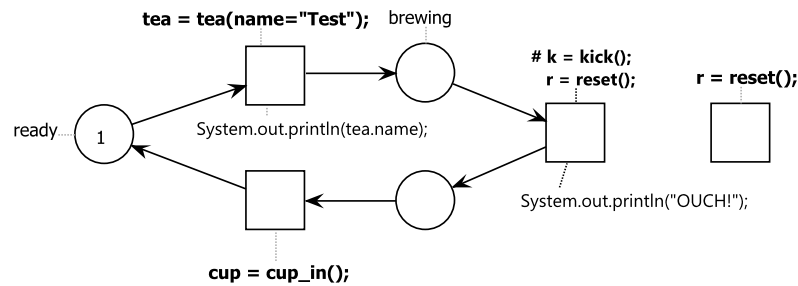 tea = tea(name="Test");
brewing
# k = kick();
r = reset();
r = reset();
ready
1
System.out.println(tea.name);
System.out.println("OUCH!");
cup = cup_in();